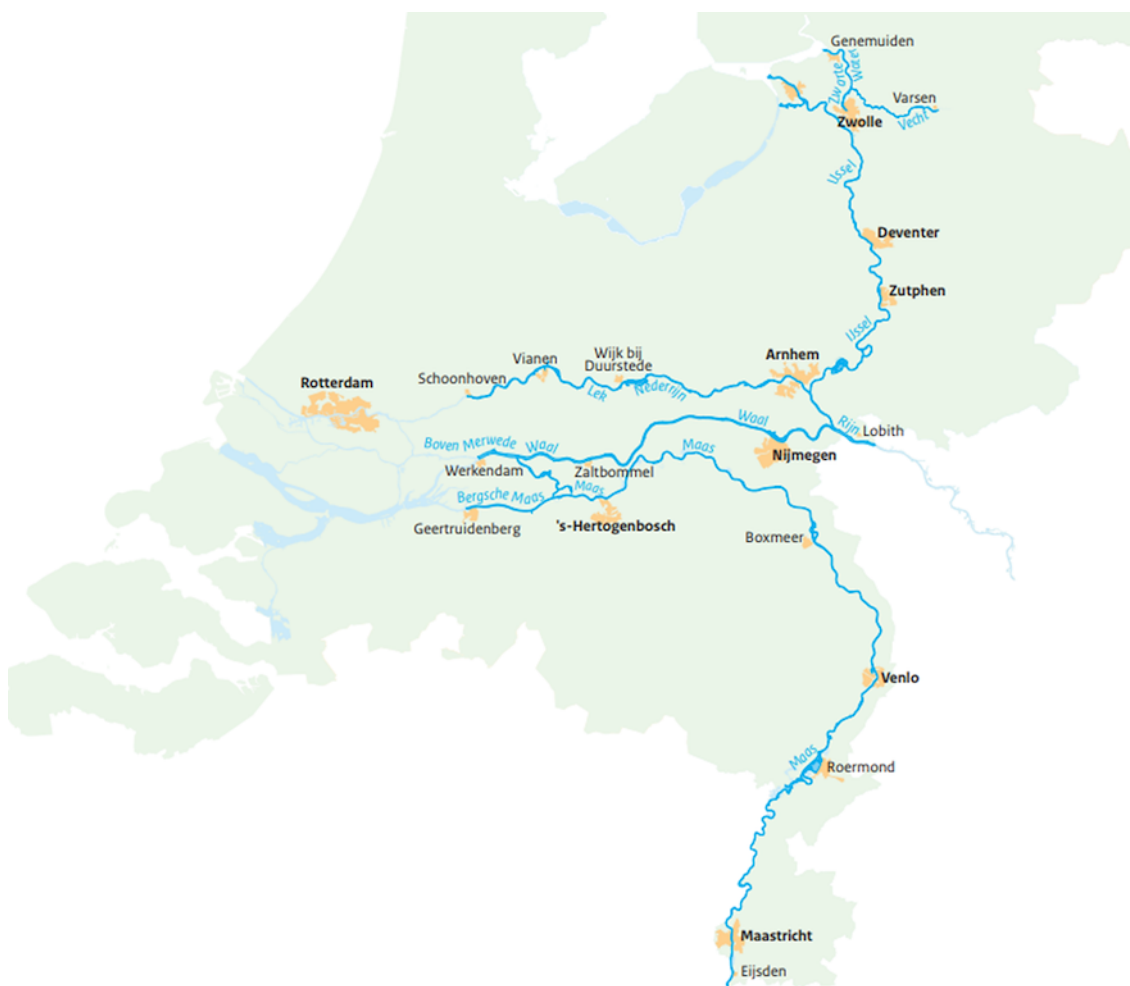 Genemuiden
Zwarte
Water
Varsen
Vecht
Zwolle
IJssel
Deventer
Zutphen
IJssel
Arnhem
Wijk bij
Duurstede
Vianen
Schoonhoven
Rotterdam
Lek
Nederrijn
Waal
Rijn
Lobith
Boven Merwede
Waal
Maas
Nijmegen
Werkendam
Zaltbommel
Maas
Bergsche Maas
Geertruidenberg
's-Hertogenbosch
Boxmeer
Venlo
Maas
Roermond
Maastricht
Eijsden